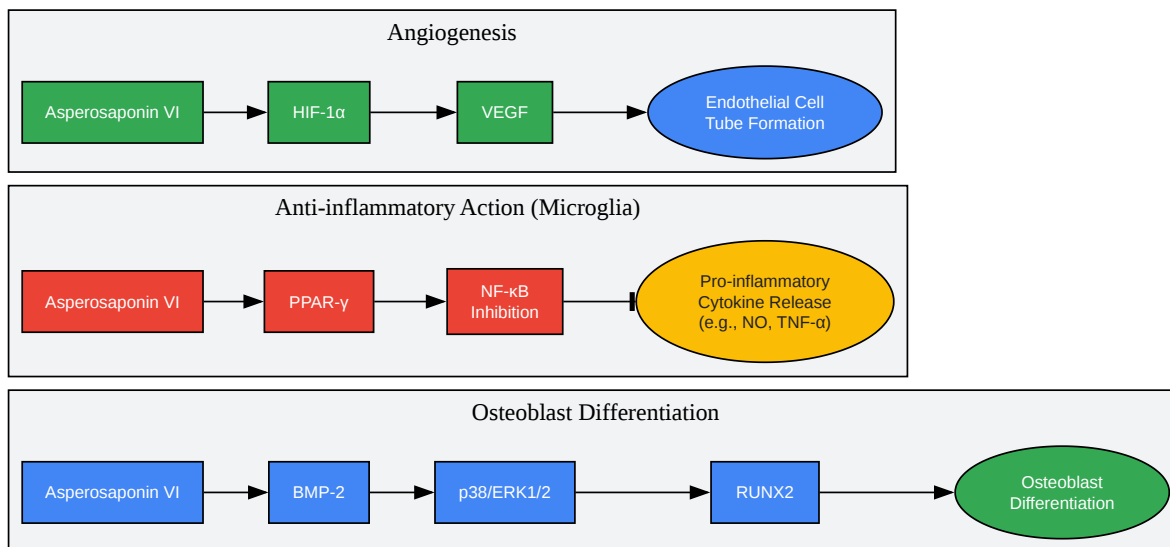 Angiogenesis
Asperosaponin VI
HIF-1α
VEGF
Endothelial Cell
Tube Formation
Anti-inflammatory Action (Microglia)
Asperosaponin VI
PPAR-γ
NF-κB
Inhibition
Pro-inflammatory
Cytokine Release
(e.g., NO, TNF-α)
Osteoblast Differentiation
Asperosaponin VI
BMP-2
p38/ERK1/2
RUNX2
Osteoblast
Differentiation